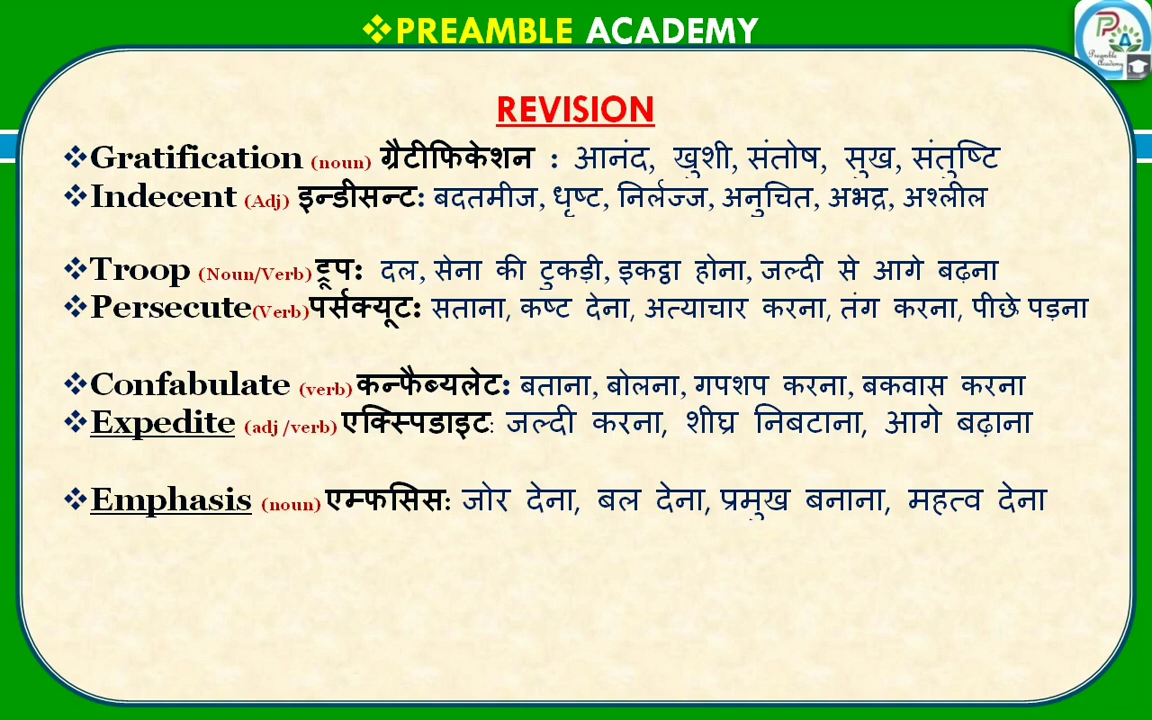 ❖PREAMBLE ACADEMY
Preamble Academy
REVISION
❖Gratification (noun) ग्रैटीफिकेशन : आनंद, खुशी, संतोष, सुख, संतुष्टि
❖Indecent (Adj) इन्डीसन्ट: बदतमीज, धृष्ट, निर्लज्ज, अनुचित, अभद्र, अश्लील
❖Troop (Noun/Verb) ट्रूप: दल, सेना की टुकड़ी, इकट्ठा होना, जल्दी से आगे बढ़ना
❖Persecute(Verb)पर्सक्यूट: सताना, कष्ट देना, अत्याचार करना, तंग करना, पीछे पड़ना
❖Confabulate (verb) कन्फैब्यलेट: बताना, बोलना, गपशप करना, बकवास करना
❖Expedite (adj /verb) एक्स्पिडाइट: जल्दी करना, शीघ्र निबटाना, आगे बढ़ाना
❖Emphasis (noun) एम्फसिस: जोर देना, बल देना, प्रमुख बनाना, महत्व देना